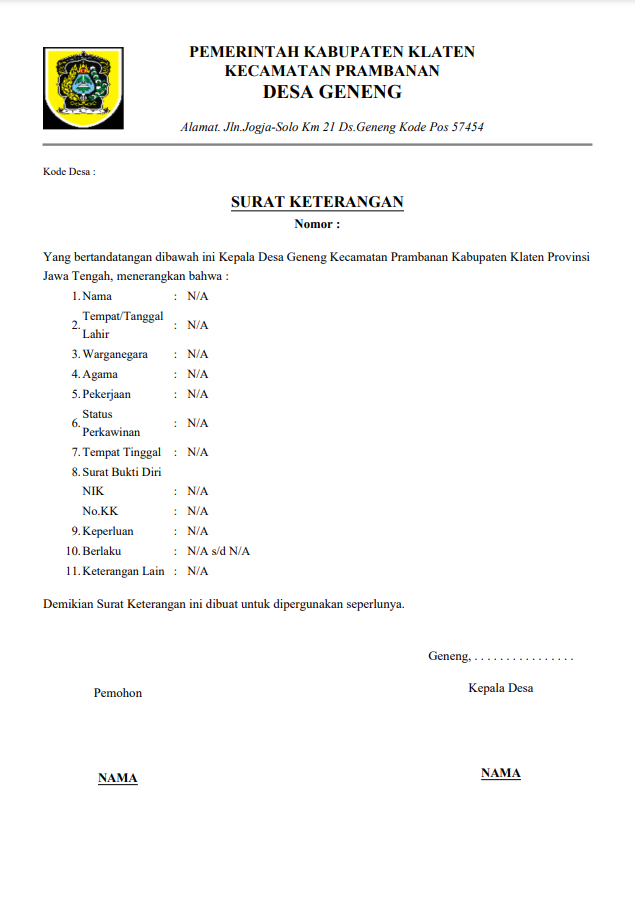 PEMERINTAH KABUPATEN KLATEN
KECAMATAN PRAMBANAN
DESA GENENG
Alamat. Jln.Jogja-Solo Km 21 Ds.Geneng Kode Pos 57454
Kode Desa :
SURAT KETERANGAN
Nomor :
Yang bertandatangan dibawah ini Kepala Desa Geneng Kecamatan Prambanan Kabupaten Klaten Provinsi
Jawa Tengah, menerangkan bahwa :
1. Nama : N/A
2. Tempat/Tanggal
Lahir : N/A
3. Warganegara : N/A
4. Agama : N/A
5. Pekerjaan : N/A
6. Status
Perkawinan : N/A
7. Tempat Tinggal : N/A
8. Surat Bukti Diri
NIK : N/A
No.KK : N/A
9. Keperluan : N/A
10. Berlaku : N/A s/d N/A
11. Keterangan Lain : N/A
Demikian Surat Keterangan ini dibuat untuk dipergunakan seperlunya.
Geneng, . . . . . . . . . . . . . . . .
Kepala Desa
Pemohon
NAMA
NAMA